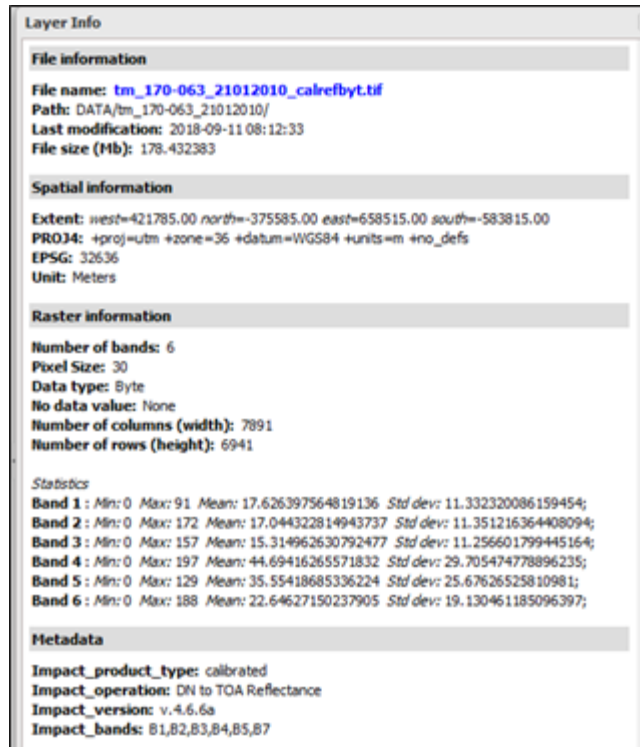 Layer Info
File information
File name: tm_170-063_21012010_calrefbyt.tif
Path: DATA/tm_170-063_21012010/
Last modification: 2018-09-11 08:12:33
File size (Mb): 178.432383
Spatial information
Extent: west=421785.00 north=-375585.00 east=658515.00 south=-583815.00
PROJ4: +proj=utm +zone=36 +datum=WGS84 +units=m +no_defs
EPSG: 32636
Unit: Meters
Raster information
Number of bands: 6
Pixel Size: 30
Data type: Byte
No data value: None
Number of columns (width): 7891
Number of rows (height): 6941
Statistics
Band 1 : Min: 0 Max: 91 Mean: 17.626397564819136 Std dev: 11.332320086159454;
Band 2 : Min: 0 Max: 172 Mean: 17.044322814943737 Std dev: 11.351216364408094;
Band 3 : Min: 0 Max: 157 Mean: 15.314962630792477 Std dev: 11.256601799445164;
Band 4 : Min: 0 Max: 197 Mean: 44.69416265571832 Std dev: 29.705474778896235;
Band 5 : Min: 0 Max: 129 Mean: 35.55418685336224 Std dev: 25.67626525810981;
Band 6 : Min: 0 Max: 188 Mean: 22.64627150237905 Std dev: 19.130461185096397;
Metadata
Impact_product_type: calibrated
Impact_operation: DN to TOA Reflectance
Impact_version: v.4.6.6a
Impact_bands: B1,B2,B3,B4,B5,B7